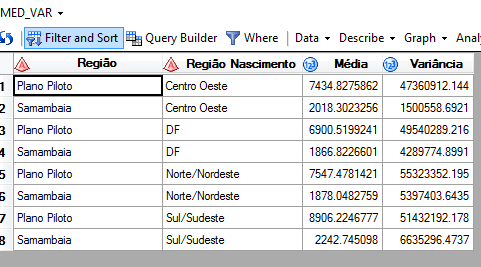 MED_VAR
Filter and Sort Query Builder Where Data Describe Graph Analy
Região Região Nascimento Média Variância
1 Plano Piloto Centro Oeste 7434.8275862 47360912.144
2 Samambaia Centro Oeste 2018.3023256 1500558.6921
3 Plano Piloto DF 6900.5199241 49540289.216
4 Samambaia DF 1866.8226601 4289774.8991
5 Plano Piloto Norte/Nordeste 7547.4781421 55323352.195
6 Samambaia Norte/Nordeste 1878.0482759 5397403.6435
7 Plano Piloto Sul/Sudeste 8906.2246777 51432192.178
8 Samambaia Sul/Sudeste 2242.745098 6635296.4737